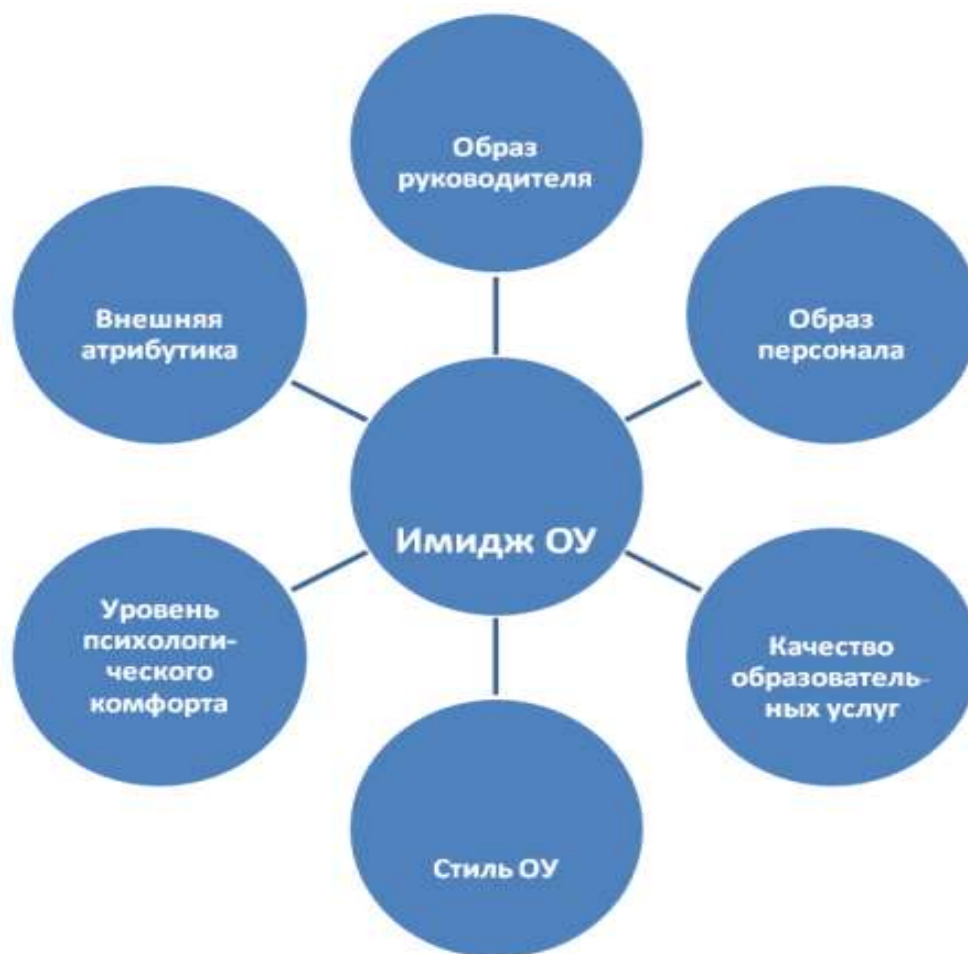 Образ
руководителя
Внешняя
атрибутика
Образ
персонала
Имидж ОУ
Уровень
психологи-
ческого
комфорта
Качество
образователь-
ных услуг
Стиль ОУ